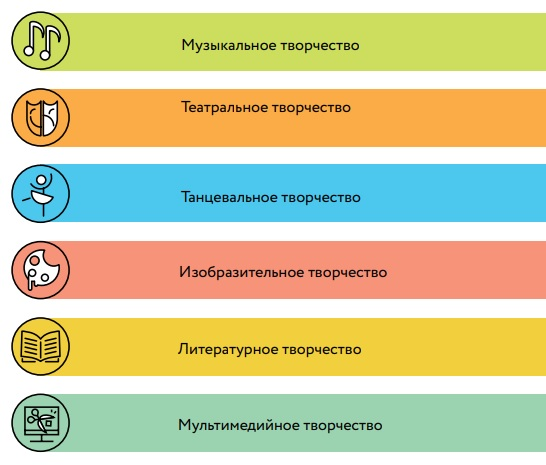 Музыкальное творчество
Театральное творчество
Танцевальное творчество
Изобразительное творчество
Литературное творчество
Мультимедийное творчество